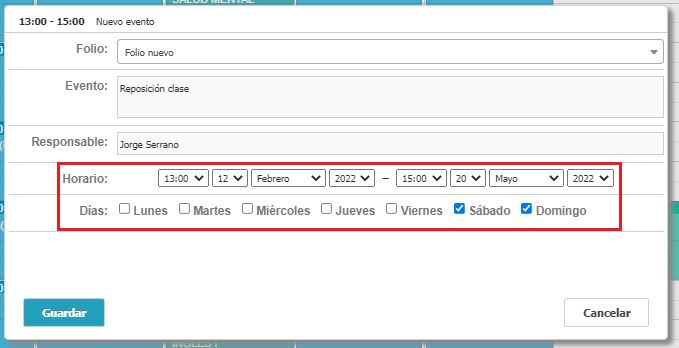 SALUD MENTAL
13:00 - 15:00 Nuevo evento
Folio: Folio nuevo
Evento: Reposición clase
Responsable: Jorge Serrano
Horario: 13:00 12 Febrero 2022 – 15:00 20 Mayo 2022
Días: Lunes Martes Miércoles Jueves Viernes Sábado Domingo
Guardar Cancelar
INGLES I